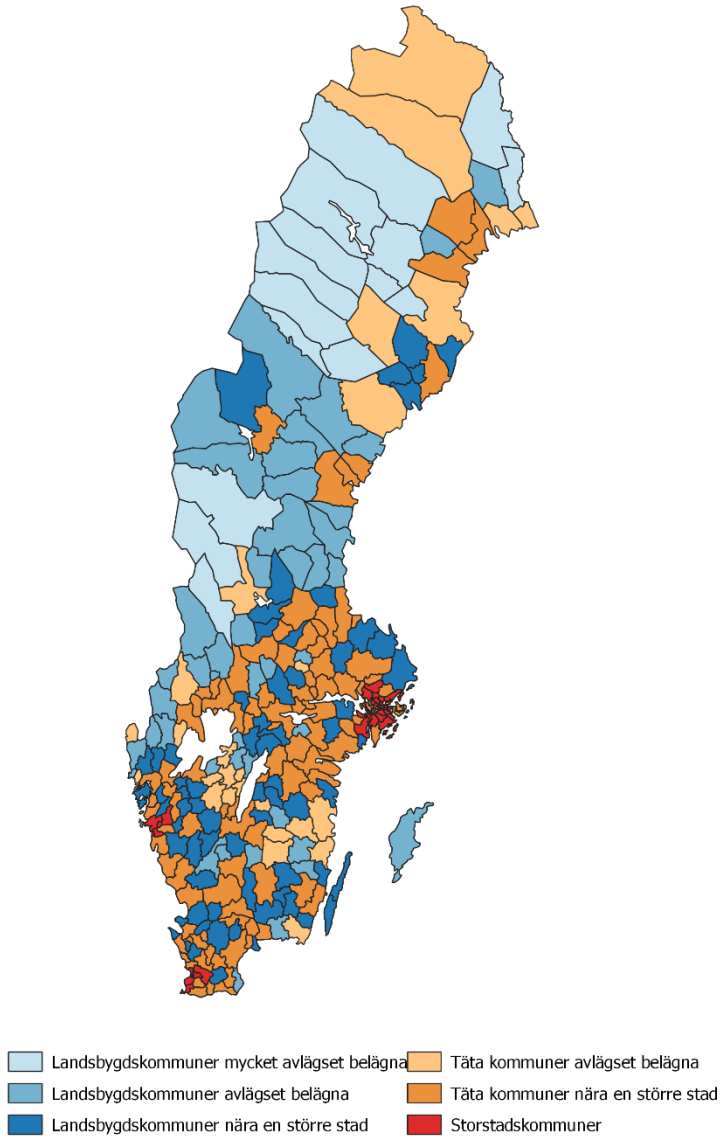 Landsbygdskommuner mycket avlägset belägna
Landsbygdskommuner avlägset belägna
Landsbygdskommuner nära en större stad
Täta kommuner avlägset belägna
Täta kommuner nära en större stad
Storstadskommuner